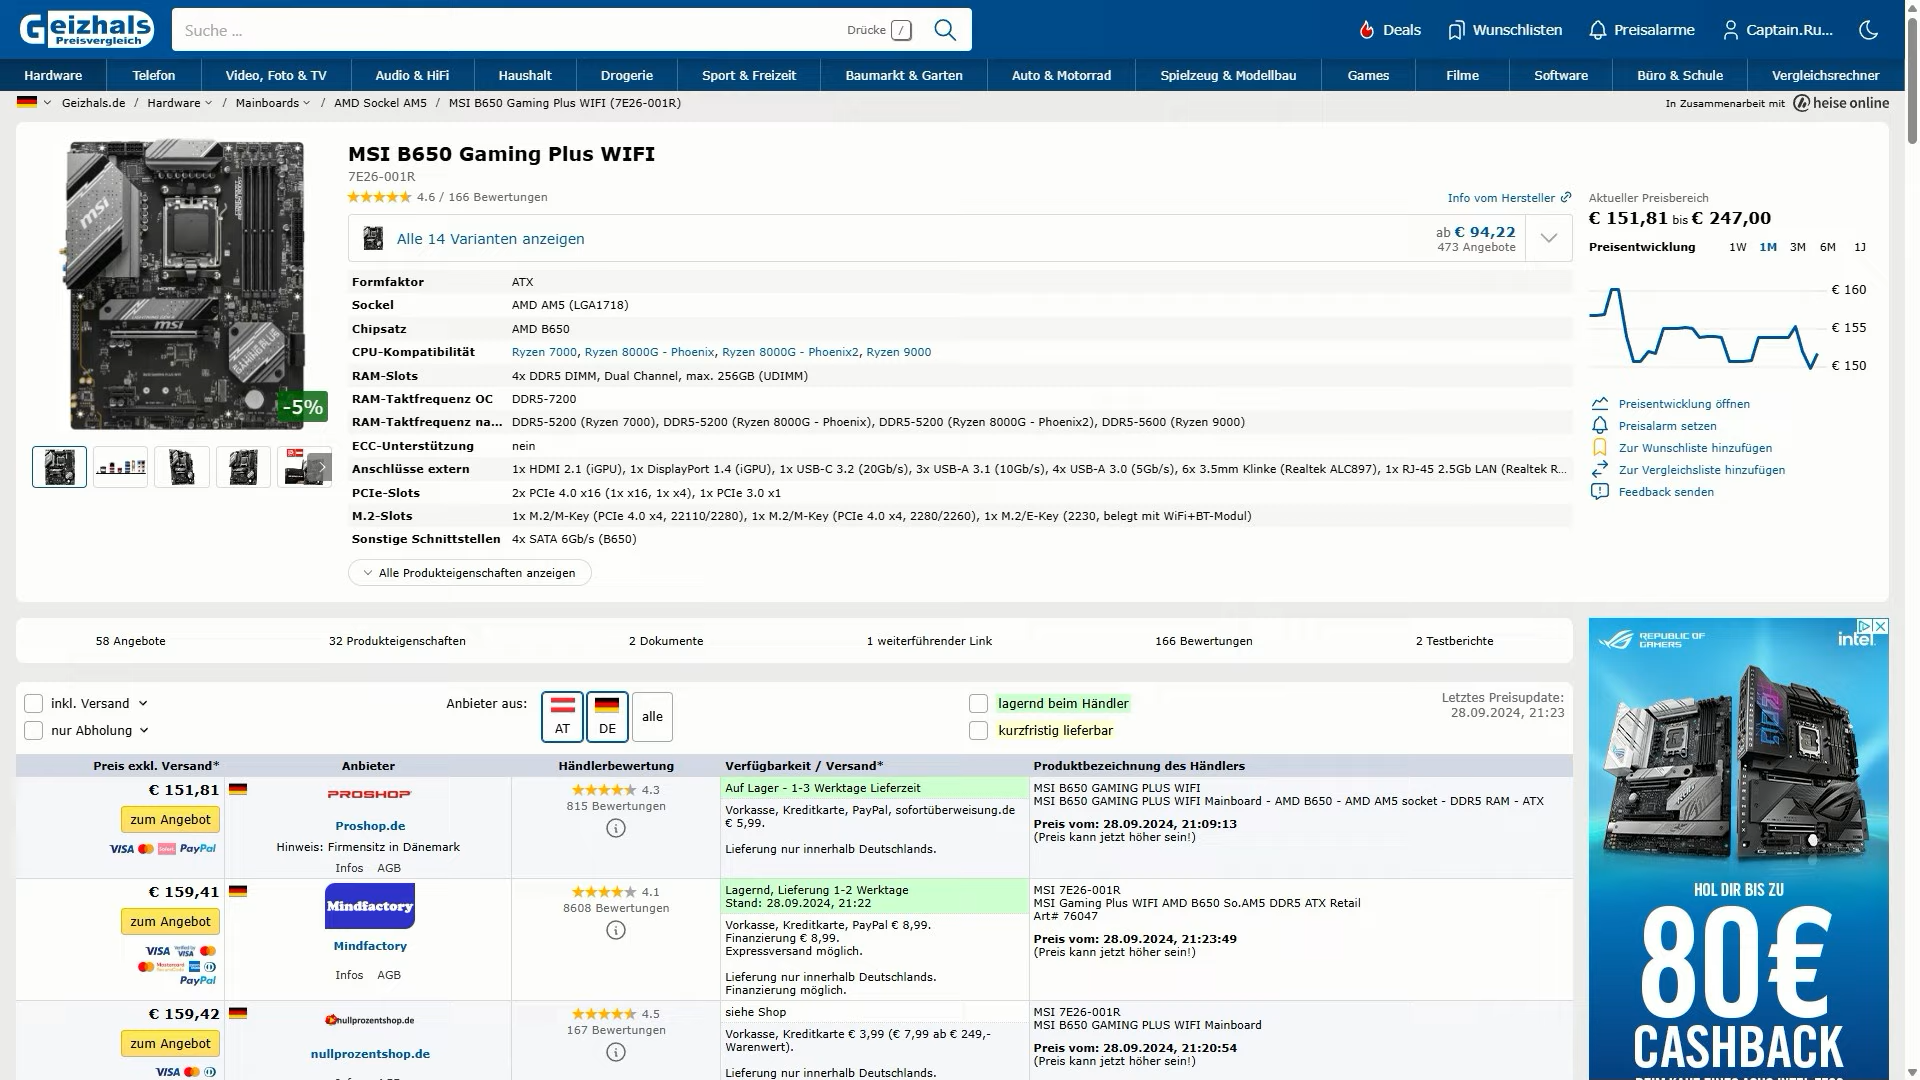 Geizhals
Preisvergleich
Suche ...
Drücke /
Deals
Wunschlisten
Preisalarme
Captain.Ru...
Hardware
Telefon
Video, Foto & TV
Audio & HiFi
Haushalt
Drogerie
Sport & Freizeit
Baumarkt & Garten
Auto & Motorrad
Spielzeug & Modellbau
Games
Filme
Software
Büro & Schule
Vergleichsrechner
Geizhals.de / Hardware / Mainboards / AMD Sockel AM5 / MSI B650 Gaming Plus WIFI (7E26-001R)
In Zusammenarbeit mit heise online
-5%
MSI B650 Gaming Plus WIFI
7E26-001R
4.6 / 166 Bewertungen
Info vom Hersteller
Alle 14 Varianten anzeigen
ab € 94,22
473 Angebote
Formfaktor ATX
Sockel AMD AM5 (LGA1718)
Chipsatz AMD B650
CPU-Kompatibilität Ryzen 7000, Ryzen 8000G - Phoenix, Ryzen 8000G - Phoenix2, Ryzen 9000
RAM-Slots 4x DDR5 DIMM, Dual Channel, max. 256GB (UDIMM)
RAM-Taktfrequenz OC DDR5-7200
RAM-Taktfrequenz na... DDR5-5200 (Ryzen 7000), DDR5-5200 (Ryzen 8000G - Phoenix), DDR5-5200 (Ryzen 8000G - Phoenix2), DDR5-5600 (Ryzen 9000)
ECC-Unterstützung nein
Anschlüsse extern 1x HDMI 2.1 (iGPU), 1x DisplayPort 1.4 (iGPU), 1x USB-C 3.2 (20Gb/s), 3x USB-A 3.1 (10Gb/s), 4x USB-A 3.0 (5Gb/s), 6x 3.5mm Klinke (Realtek ALC897), 1x RJ-45 2.5Gb LAN (Realtek R...
PCIe-Slots 2x PCIe 4.0 x16 (1x x16, 1x x4), 1x PCIe 3.0 x1
M.2-Slots 1x M.2/M-Key (PCIe 4.0 x4, 22110/2280), 1x M.2/M-Key (PCIe 4.0 x4, 2280/2260), 1x M.2/E-Key (2230, belegt mit WiFi+BT-Modul)
Sonstige Schnittstellen 4x SATA 6Gb/s (B650)
Alle Produkteigenschaften anzeigen
Aktueller Preisbereich
€ 151,81 bis € 247,00
Preisentwicklung 1W 1M 3M 6M 1J
€ 160
€ 155
€ 150
Preisentwicklung öffnen
Preisalarm setzen
Zur Wunschliste hinzufügen
Zur Vergleichsliste hinzufügen
Feedback senden
58 Angebote
32 Produkteigenschaften
2 Dokumente
1 weiterführender Link
166 Bewertungen
2 Testberichte
inkl. Versand
nur Abholung
Anbieter aus:
AT
DE
alle
lagernd beim Händler
kurzfristig lieferbar
Letztes Preisupdate:
28.09.2024, 21:23
Preis exkl. Versand*
Anbieter
Händlerbewertung
Verfügbarkeit / Versand*
Produktbezeichnung des Händlers
€ 151,81
zum Angebot
VISA PayPal
PROSHOP
Proshop.de
Hinweis: Firmensitz in Dänemark
Infos AGB
4.3
815 Bewertungen
Auf Lager - 1-3 Werktage Lieferzeit
Vorkasse, Kreditkarte, PayPal, sofortüberweisung.de
€ 5,99.
Lieferung nur innerhalb Deutschlands.
MSI B650 GAMING PLUS WIFI
MSI B650 GAMING PLUS WIFI Mainboard - AMD B650 - AMD AM5 socket - DDR5 RAM - ATX
Preis vom: 28.09.2024, 21:09:13
(Preis kann jetzt höher sein!)
€ 159,41
zum Angebot
VISA VISA
PayPal
Mindfactory
Mindfactory
Infos AGB
4.1
8608 Bewertungen
Lagernd, Lieferung 1-2 Werktage
Stand: 28.09.2024, 21:22
Vorkasse, Kreditkarte, PayPal € 8,99.
Finanzierung € 8,99.
Expressversand möglich.
Lieferung nur innerhalb Deutschlands.
Finanzierung möglich.
MSI 7E26-001R
MSI Gaming Plus WIFI AMD B650 So.AM5 DDR5 ATX Retail
Art# 76047
Preis vom: 28.09.2024, 21:23:49
(Preis kann jetzt höher sein!)
€ 159,42
zum Angebot
VISA
nullprozentshop.de
nullprozentshop.de
4.5
167 Bewertungen
siehe Shop
Vorkasse, Kreditkarte € 3,99 (€ 7,99 ab € 249,-
Warenwert).
Lieferung nur innerhalb Deutschlands.
MSI 7E26-001R
MSI B650 GAMING PLUS WIFI Mainboard
Preis vom: 28.09.2024, 21:20:54
(Preis kann jetzt höher sein!)
REPUBLIC OF
GAMERS
intel.
HOL DIR BIS ZU
80€
CASHBACK